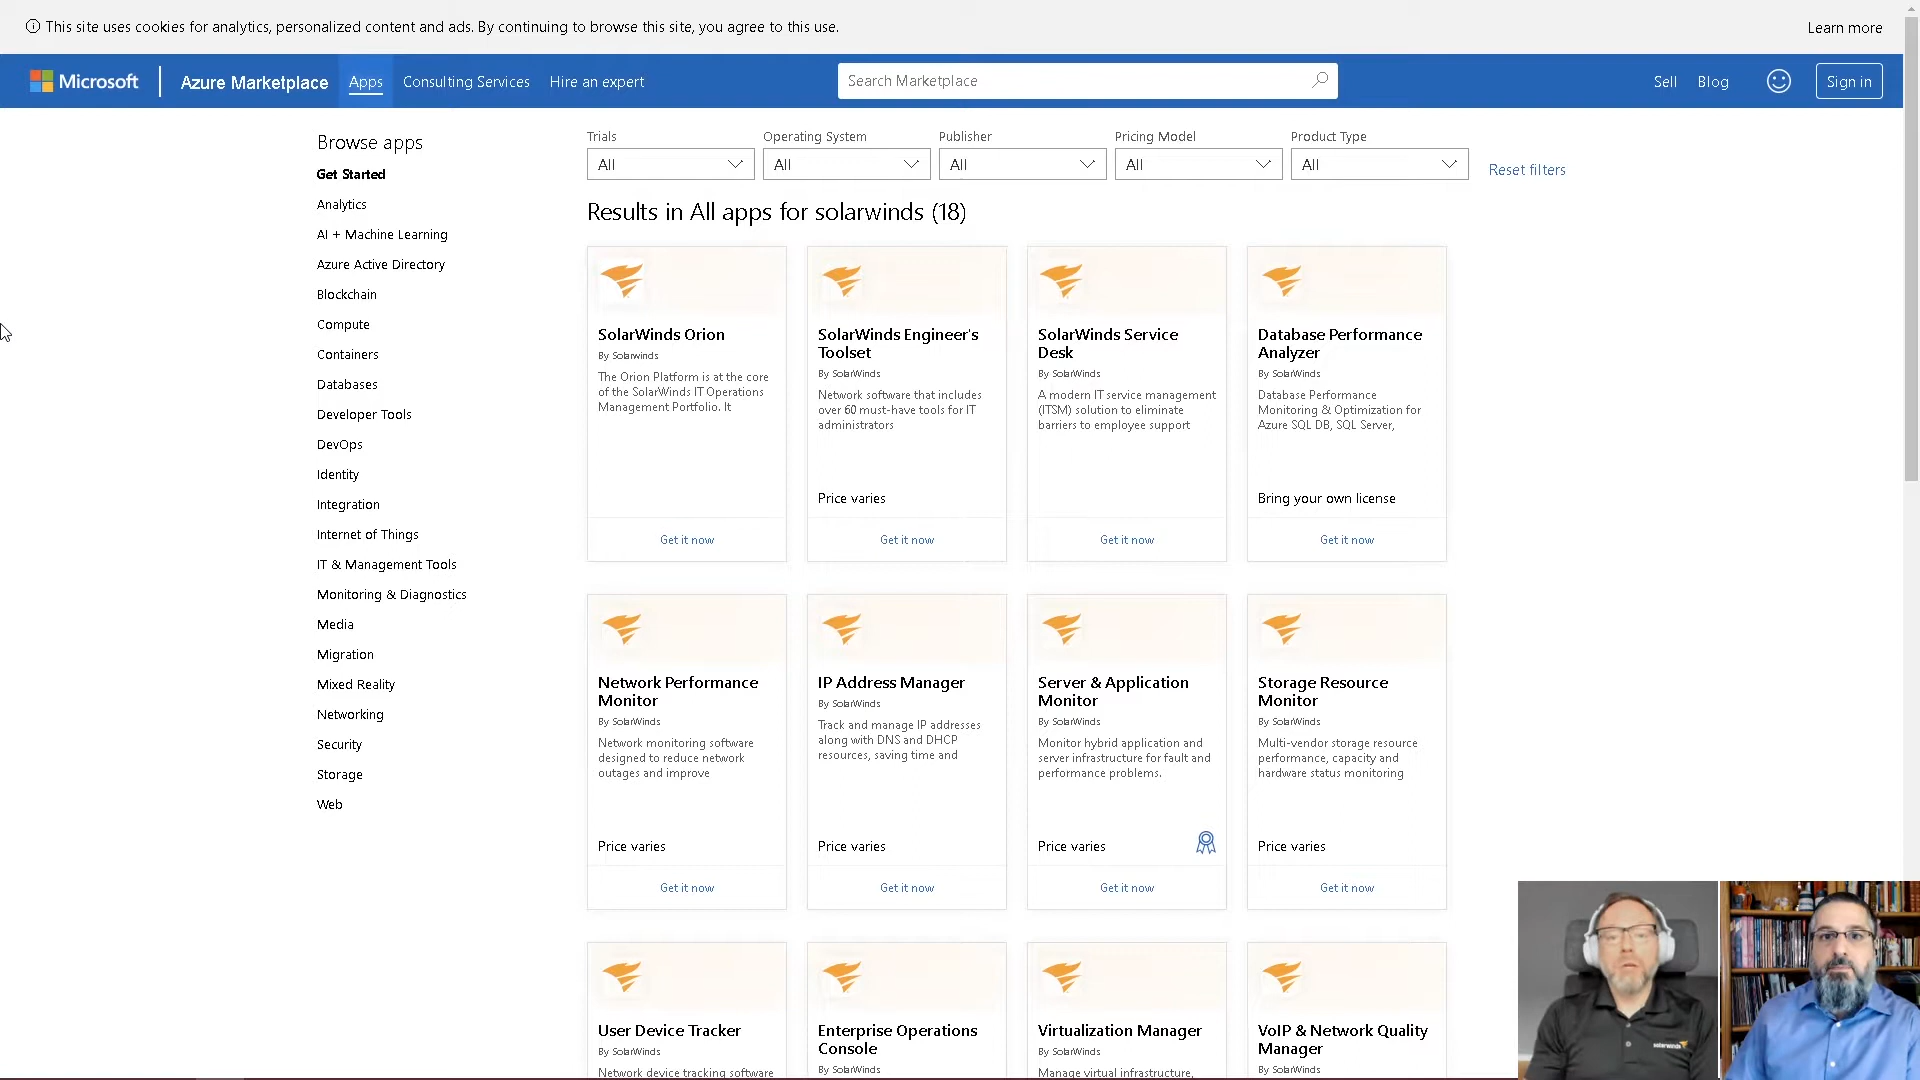 This site uses cookies for analytics, personalized content and ads. By continuing to browse this site, you agree to this use.
Learn more
Microsoft
Azure Marketplace
Apps
Consulting Services
Hire an expert
Search Marketplace
Sell
Blog
Sign in
Browse apps
Get Started
Analytics
AI + Machine Learning
Azure Active Directory
Blockchain
Compute
Containers
Databases
Developer Tools
DevOps
Identity
Integration
Internet of Things
IT & Management Tools
Monitoring & Diagnostics
Media
Migration
Mixed Reality
Networking
Security
Storage
Web
Trials
All
Operating System
All
Publisher
All
Pricing Model
All
Product Type
All
Reset filters
Results in All apps for solarwinds (18)
SolarWinds Orion
By Solarwinds
The Orion Platform is at the core
of the SolarWinds IT Operations
Management Portfolio. It
Get it now
SolarWinds Engineer's
Toolset
By SolarWinds
Network software that includes
over 60 must-have tools for IT
administrators
Price varies
Get it now
SolarWinds Service
Desk
By SolarWinds
A modern IT service management
(ITSM) solution to eliminate
barriers to employee support
Get it now
Database Performance
Analyzer
By SolarWinds
Database Performance
Monitoring & Optimization for
Azure SQL DB, SQL Server,
Bring your own license
Get it now
Network Performance
Monitor
By SolarWinds
Network monitoring software
designed to reduce network
outages and improve
Price varies
Get it now
IP Address Manager
By SolarWinds
Track and manage IP addresses
along with DNS and DHCP
resources, saving time and
Price varies
Get it now
Server & Application
Monitor
By SolarWinds
Monitor hybrid application and
server infrastructure for fault and
performance problems.
Price varies
Get it now
Storage Resource
Monitor
By SolarWinds
Multi-vendor storage resource
performance, capacity and
hardware status monitoring
Price varies
Get it now
User Device Tracker
By SolarWinds
Network device tracking software
Enterprise Operations
Console
By SolarWinds
Virtualization Manager
By SolarWinds
Manage virtual infrastructure,
VoIP & Network Quality
Manager
By SolarWinds
solarwinds